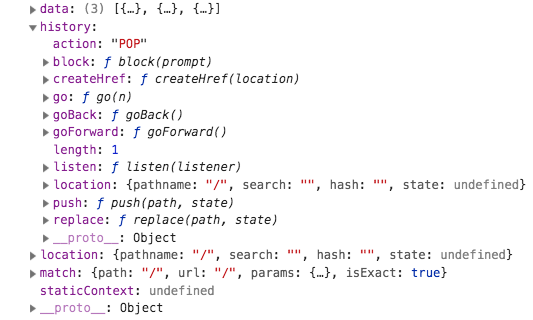 ▶ data: (3) [{…}, {…}, {…}]
▼ history:
action: "POP"
▶ block: ƒ block(prompt)
▶ createHref: ƒ createHref(location)
▶ go: ƒ go(n)
▶ goBack: ƒ goBack()
▶ goForward: ƒ goForward()
length: 1
▶ listen: ƒ listen(listener)
▶ location: {pathname: "/", search: "", hash: "", state: undefined}
▶ push: ƒ push(path, state)
▶ replace: ƒ replace(path, state)
▶ __proto__: Object
▶ location: {pathname: "/", search: "", hash: "", state: undefined}
▶ match: {path: "/", url: "/", params: {…}, isExact: true}
staticContext: undefined
▶ __proto__: Object